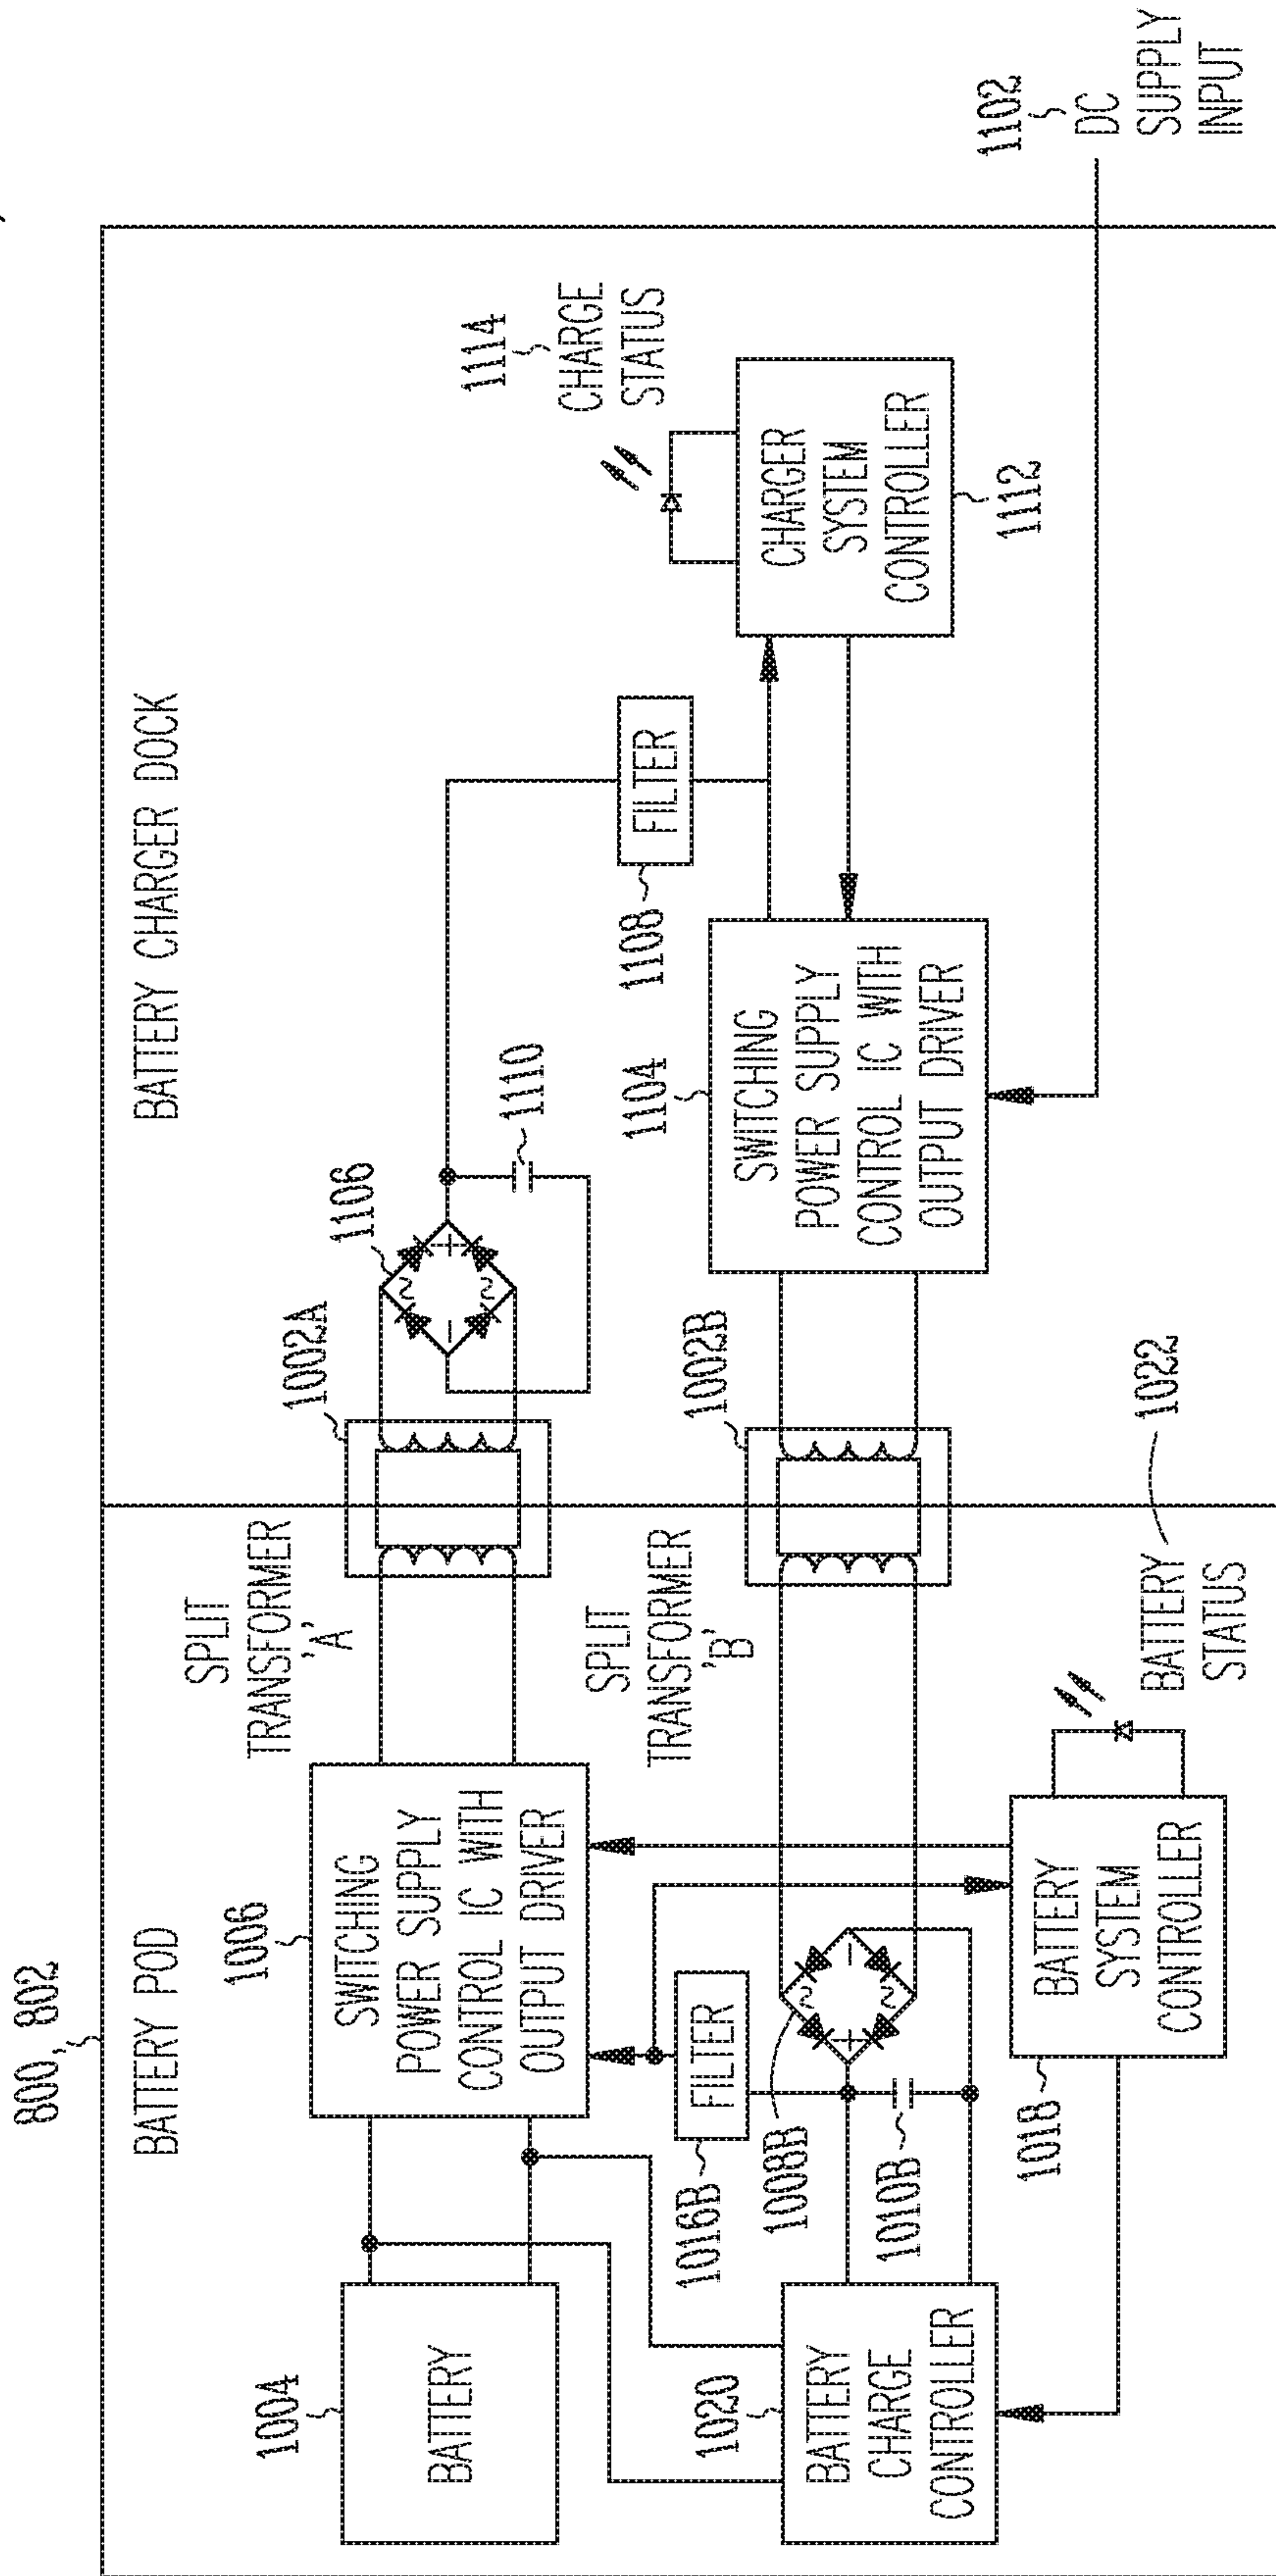 800, 802
BATTERY POD
BATTERY CHARGER DOCK
1004
BATTERY
1006
SWITCHING
POWER SUPPLY
CONTROL IC WITH
OUTPUT DRIVER
SPLIT
TRANSFORMER
'A'
1002A
1106
~
~
+
-
1110
1108
FILTER
1114
CHARGE
STATUS
1020
BATTERY
CHARGE
CONTROLLER
1016B
FILTER
1008B
~
~
+
-
1010B
SPLIT
TRANSFORMER
'B'
1002B
1104
SWITCHING
POWER SUPPLY
CONTROL IC WITH
OUTPUT DRIVER
CHARGER
SYSTEM
CONTROLLER
1112
1018
BATTERY
SYSTEM
CONTROLLER
BATTERY
STATUS
1022
1102
DC
SUPPLY
INPUT